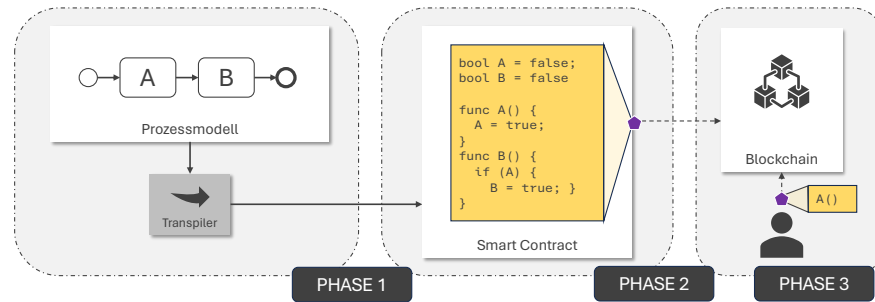 A
B
Prozessmodell
Transpiler
PHASE 1
bool A = false;
bool B = false
func A() {
A = true;
}
func B() {
if (A) {
B = true; }
}
Smart Contract
PHASE 2
Blockchain
A()
PHASE 3